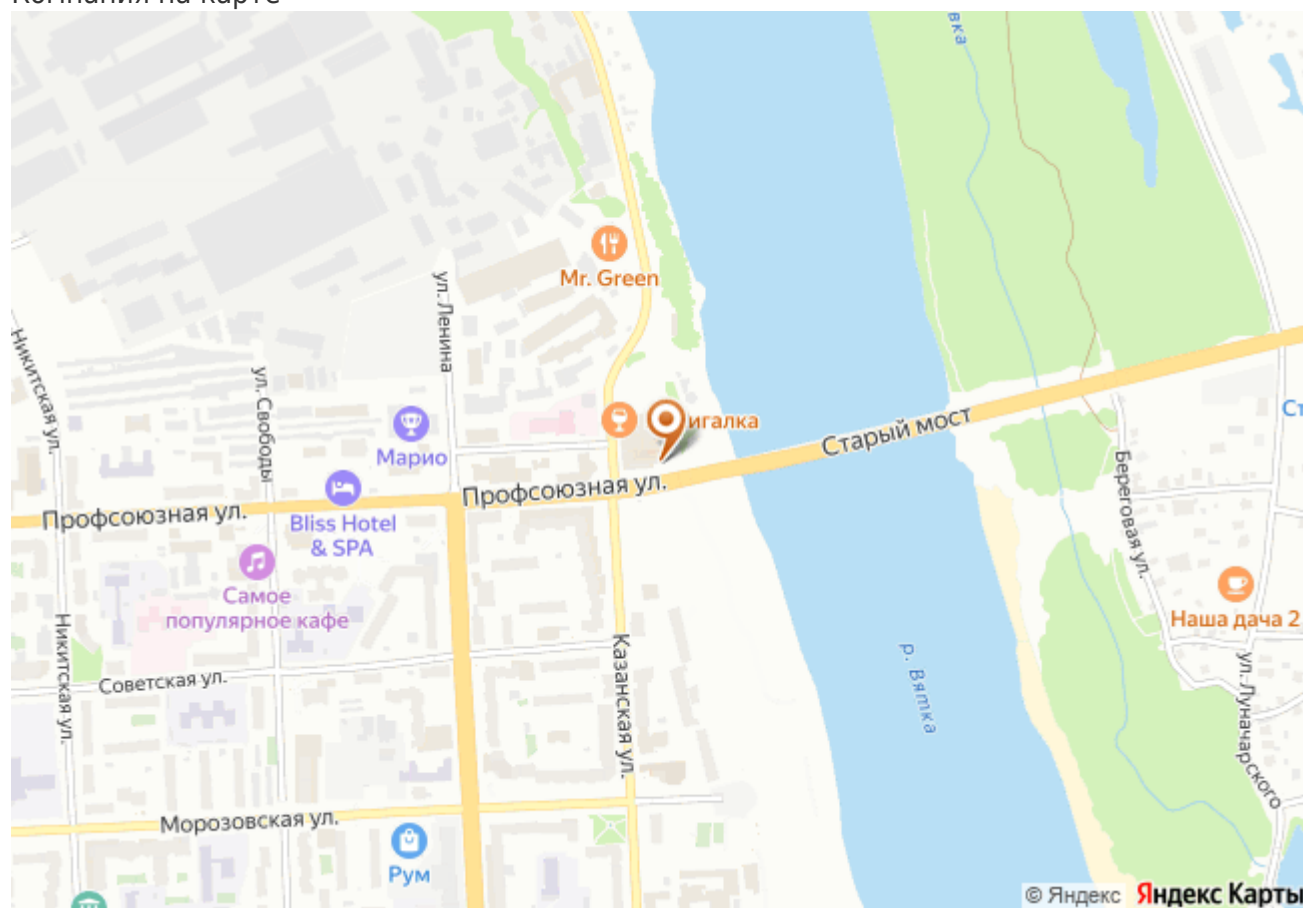 Компания на карте
вка
Mr. Green
ул. Ленина
Никитская ул.
ул. Свободы
игалка
Ст
Марио
Старый мост
Профсоюзная ул.
Профсоюзная ул.
Береговая ул.
Bliss Hotel
& SPA
Самое
популярное кафе
Наша дача 2
Никитская ул.
Казанская ул.
р. Вятка
ул. Луначарского
Советская ул.
Морозовская ул.
Рум
© Яндекс Яндекс Карты